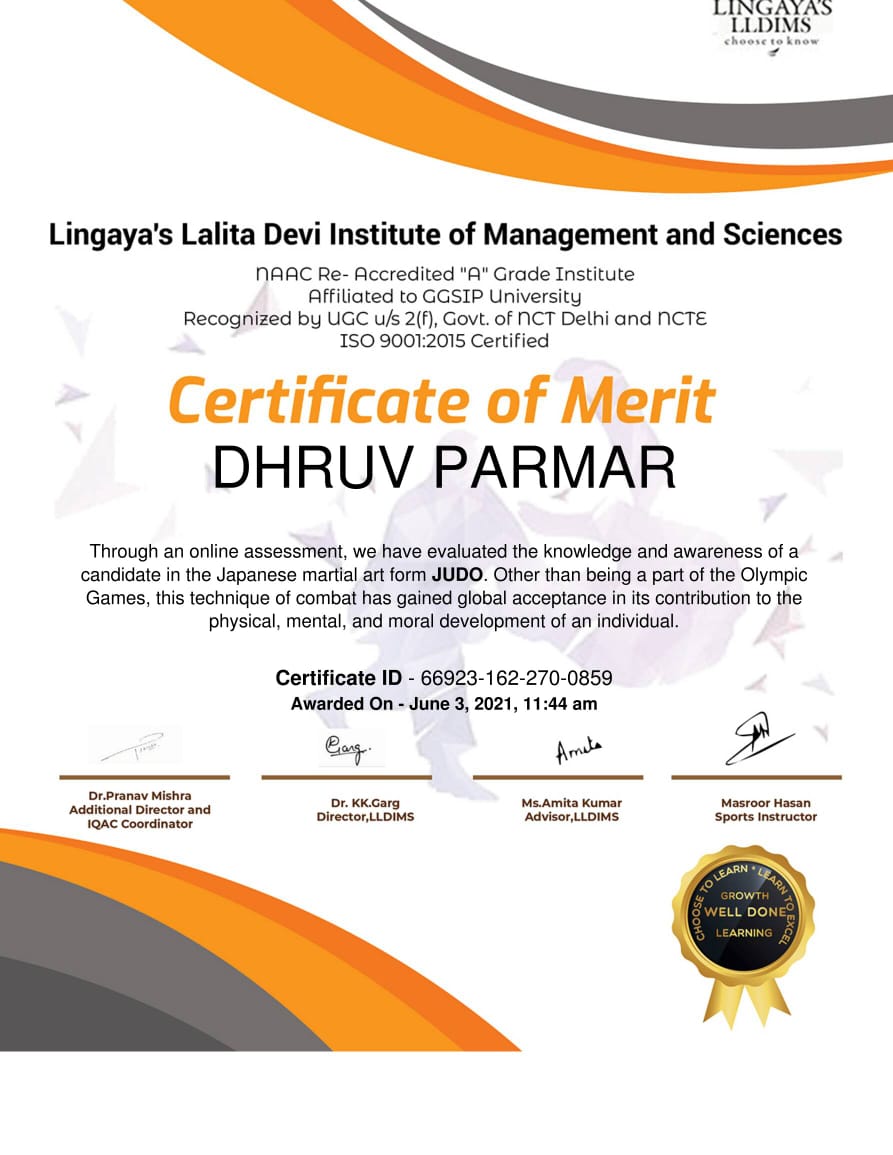 LINGAYA'S
LLDIMS
choose to know
Lingaya's Lalita Devi Institute of Management and Sciences
NAAC Re- Accredited "A" Grade Institute
Affiliated to GGSIP University
Recognized by UGC u/s 2(f), Govt. of NCT Delhi and NCTE
ISO 9001:2015 Certified
Certificate of Merit
DHRUV PARMAR
Through an online assessment, we have evaluated the knowledge and awareness of a
candidate in the Japanese martial art form JUDO. Other than being a part of the Olympic
Games, this technique of combat has gained global acceptance in its contribution to the
physical, mental, and moral development of an individual.
Certificate ID - 66923-162-270-0859
Awarded On - June 3, 2021, 11:44 am
Garg.
Amita
Dr.Pranav Mishra
Additional Director and
IQAC Coordinator
Dr. KK.Garg
Director,LLDIMS
Ms.Amita Kumar
Advisor,LLDIMS
Masroor Hasan
Sports Instructor
CHOOSE TO LEARN * LEARN TO EXCEL
GROWTH
WELL DONE
LEARNING